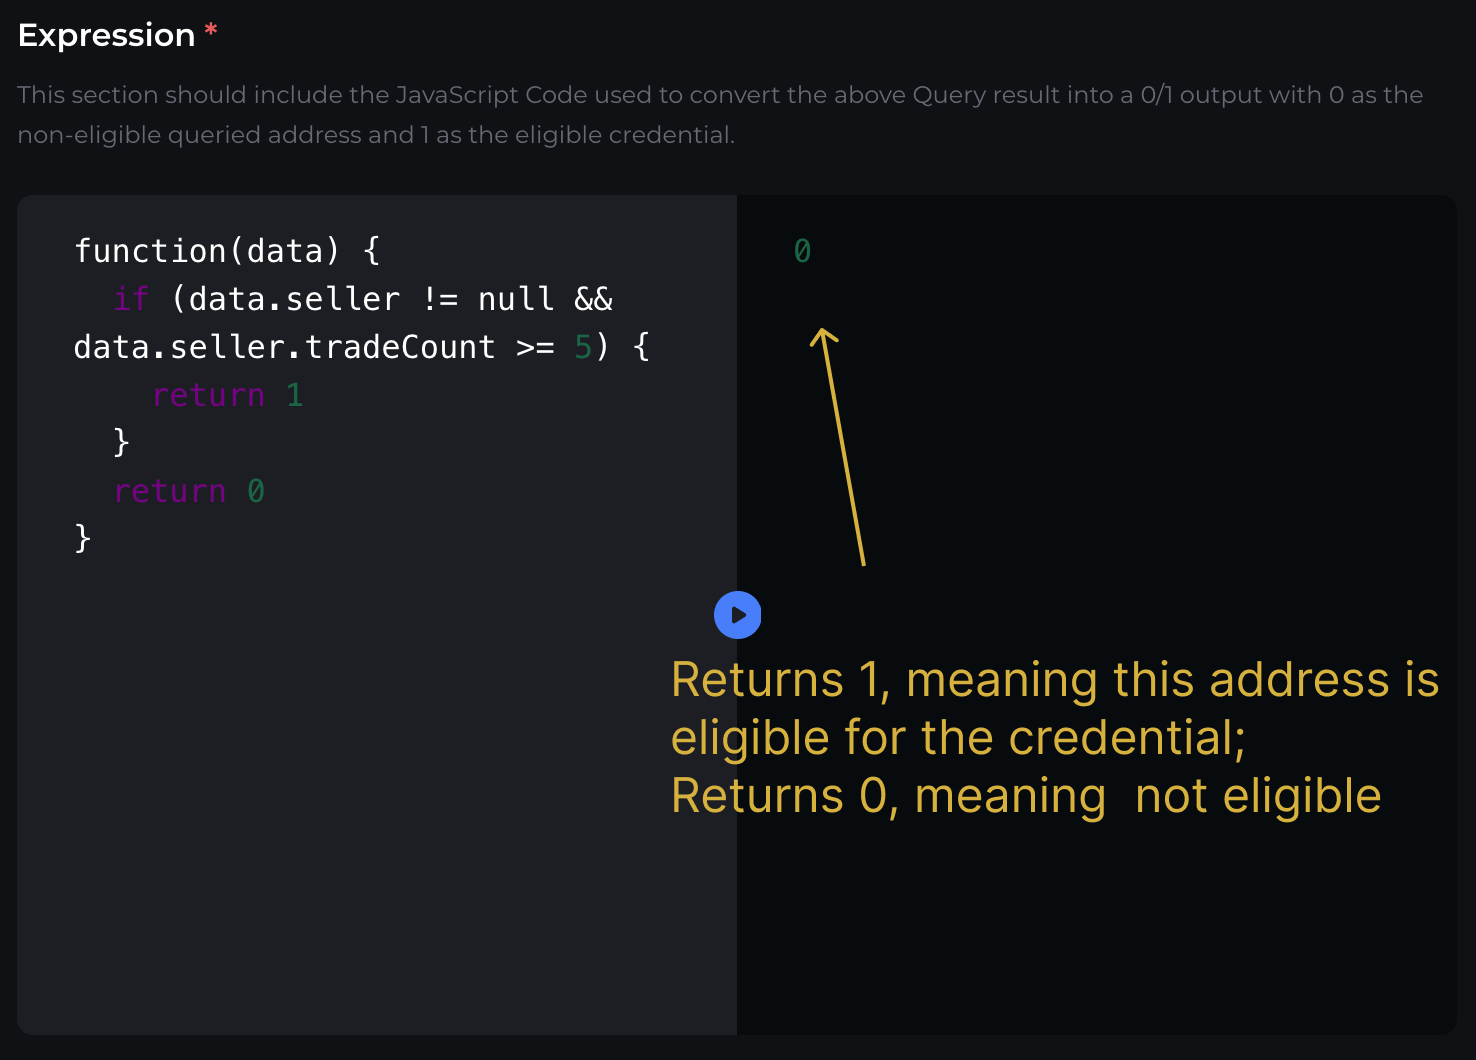 Expression *
This section should include the JavaScript Code used to convert the above Query result into a 0/1 output with 0 as the
non-eligible queried address and 1 as the eligible credential.
function(data) {
  if (data.seller != null &&
data.seller.tradeCount >= 5) {
    return 1
  }
  return 0
}
0
Returns 1, meaning this address is
eligible for the credential;
Returns 0, meaning  not eligible